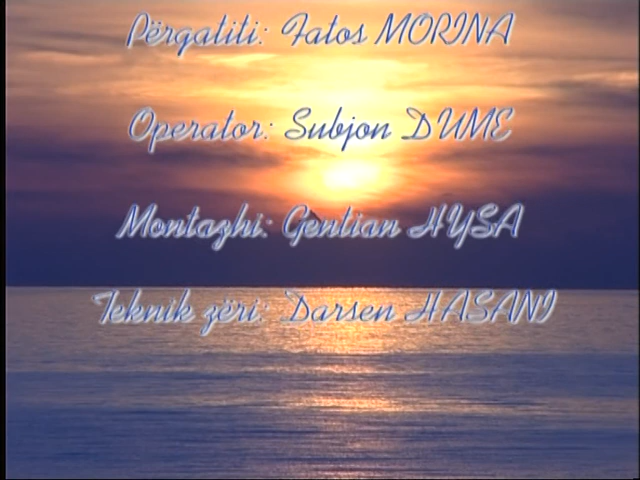 Përgatiti: Fatos MORINA
Operator: Subjon DUME
Montazhi: Gentian HYSA
Teknik zëri: Darsen HASANI